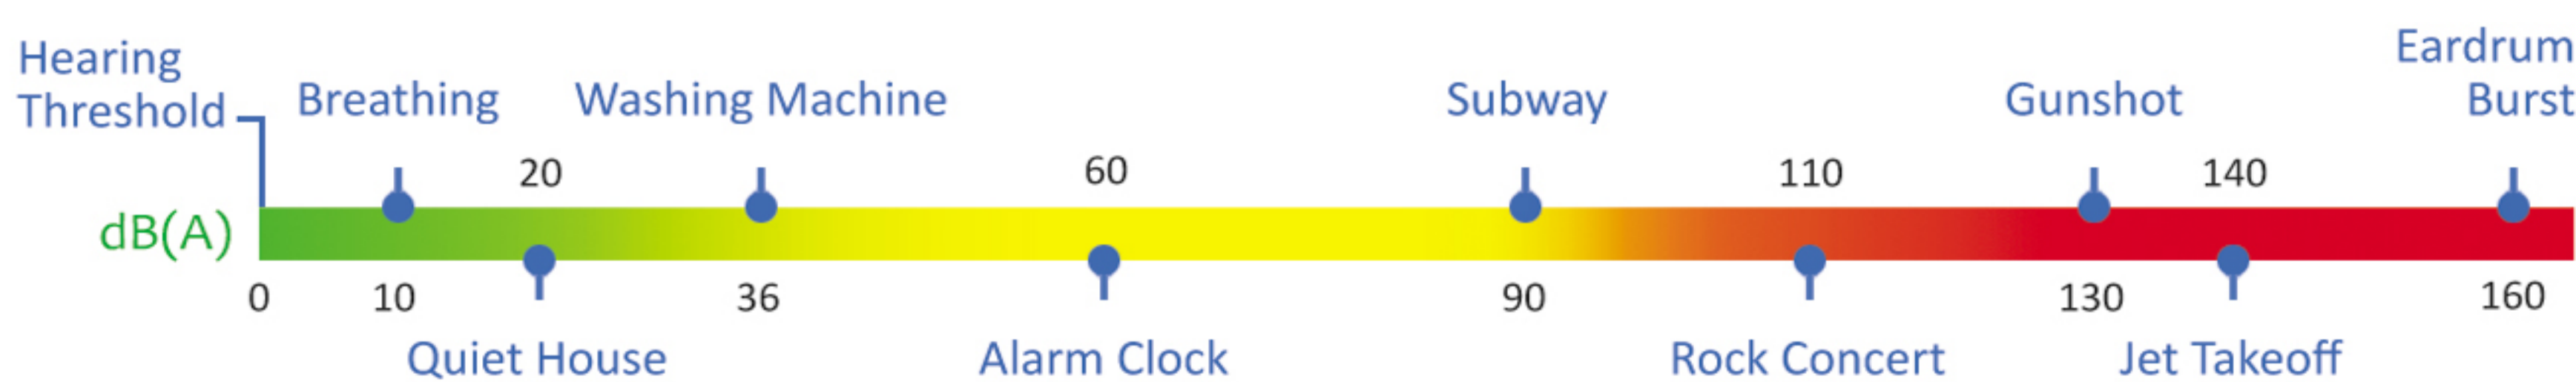 Hearing
Threshold
Breathing
Washing Machine
Subway
Gunshot
Eardrum
Burst
20
60
110
140
dB(A)
0
10
36
90
130
160
Quiet House
Alarm Clock
Rock Concert
Jet Takeoff